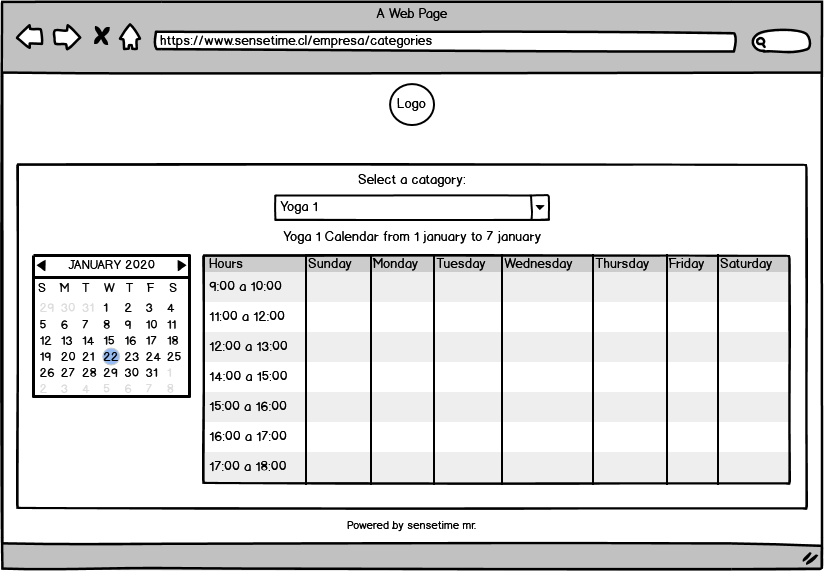 A Web Page
https://www.sensetime.cl/empresa/categories
Logo
Select a catagory:
Yoga 1
Yoga 1 Calendar from 1 january to 7 january
JANUARY 2020
S M T W T F S
29 30 31 1 2 3 4
5 6 7 8 9 10 11
12 13 14 15 16 17 18
19 20 21 22 23 24 25
26 27 28 29 30 31 1
2 3 4 5 6 7 8
Hours Sunday Monday Tuesday Wednesday Thursday Friday Saturday
9:00 a 10:00
11:00 a 12:00
12:00 a 13:00
14:00 a 15:00
15:00 a 16:00
16:00 a 17:00
17:00 a 18:00
Powered by sensetime mr.